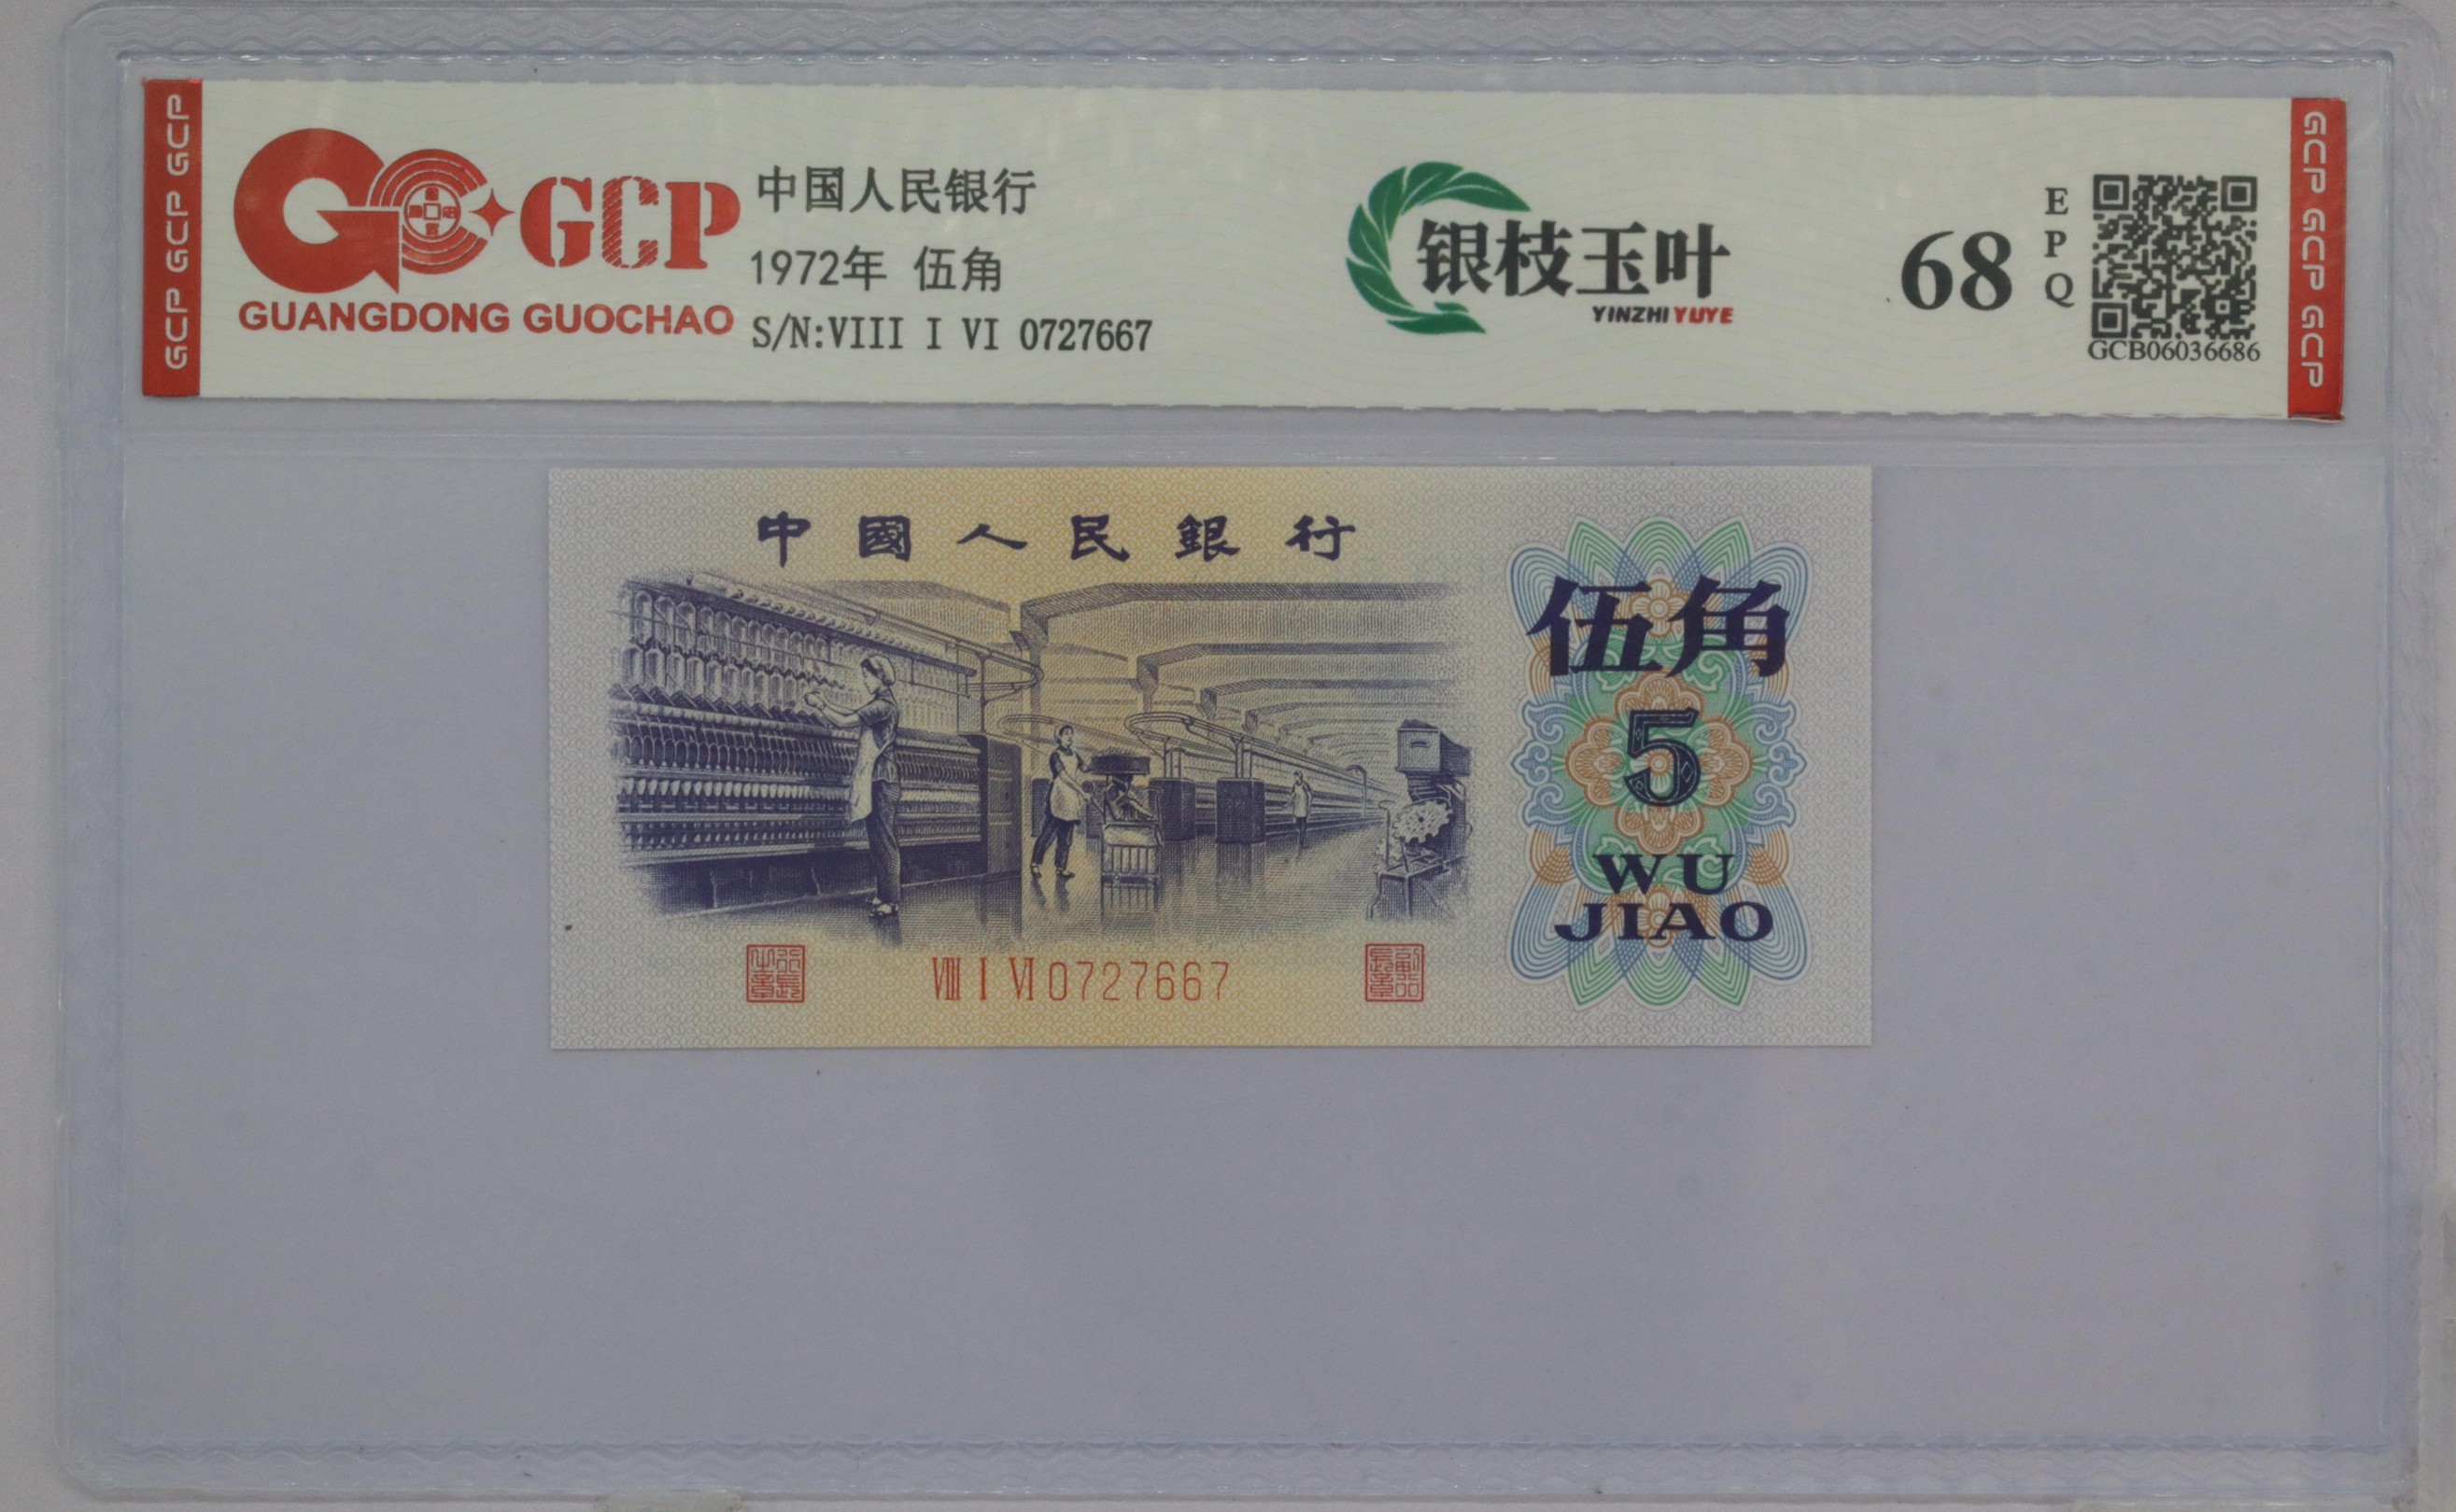 GCP GCP GCP
GCP
GUANGDONG GUOCHAO
中国人民银行
1972年 伍角
S/N:VIII I VI 0727667
银枝玉叶
YINZHI YUYE
68
EPQ
GCB06036686
GCP GCP GCP
中國人民銀行
伍角
5
WU
JIAO
VIII I VI 0727667